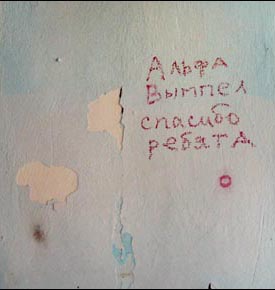 Альфа
Вымпел
спасибо
ребята